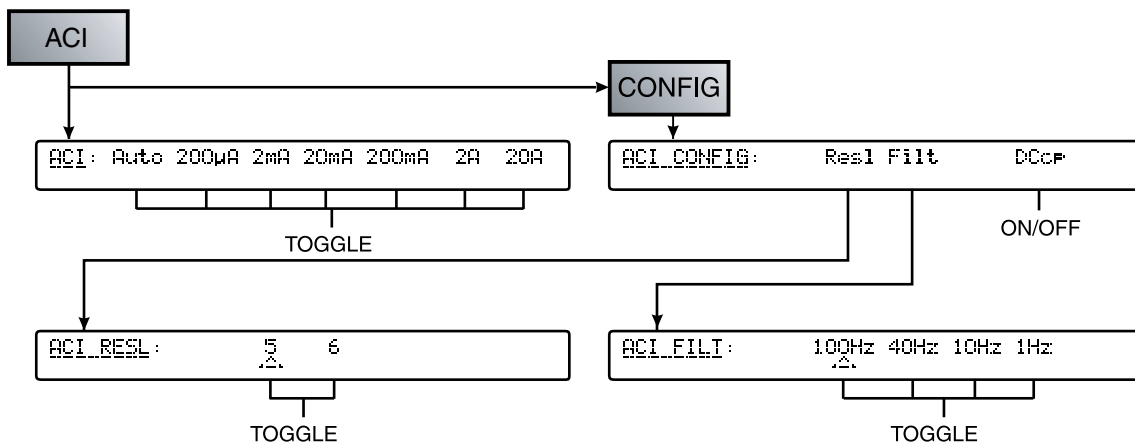 ACI
CONFIG
ACI: Auto 200µA 2mA 20mA 200mA 2A 20A
TOGGLE
ACI CONFIG: Resl Filt DCcp
ON/OFF
ACI RESL: 5 6
TOGGLE
ACI FILT: 100Hz 40Hz 10Hz 1Hz
TOGGLE